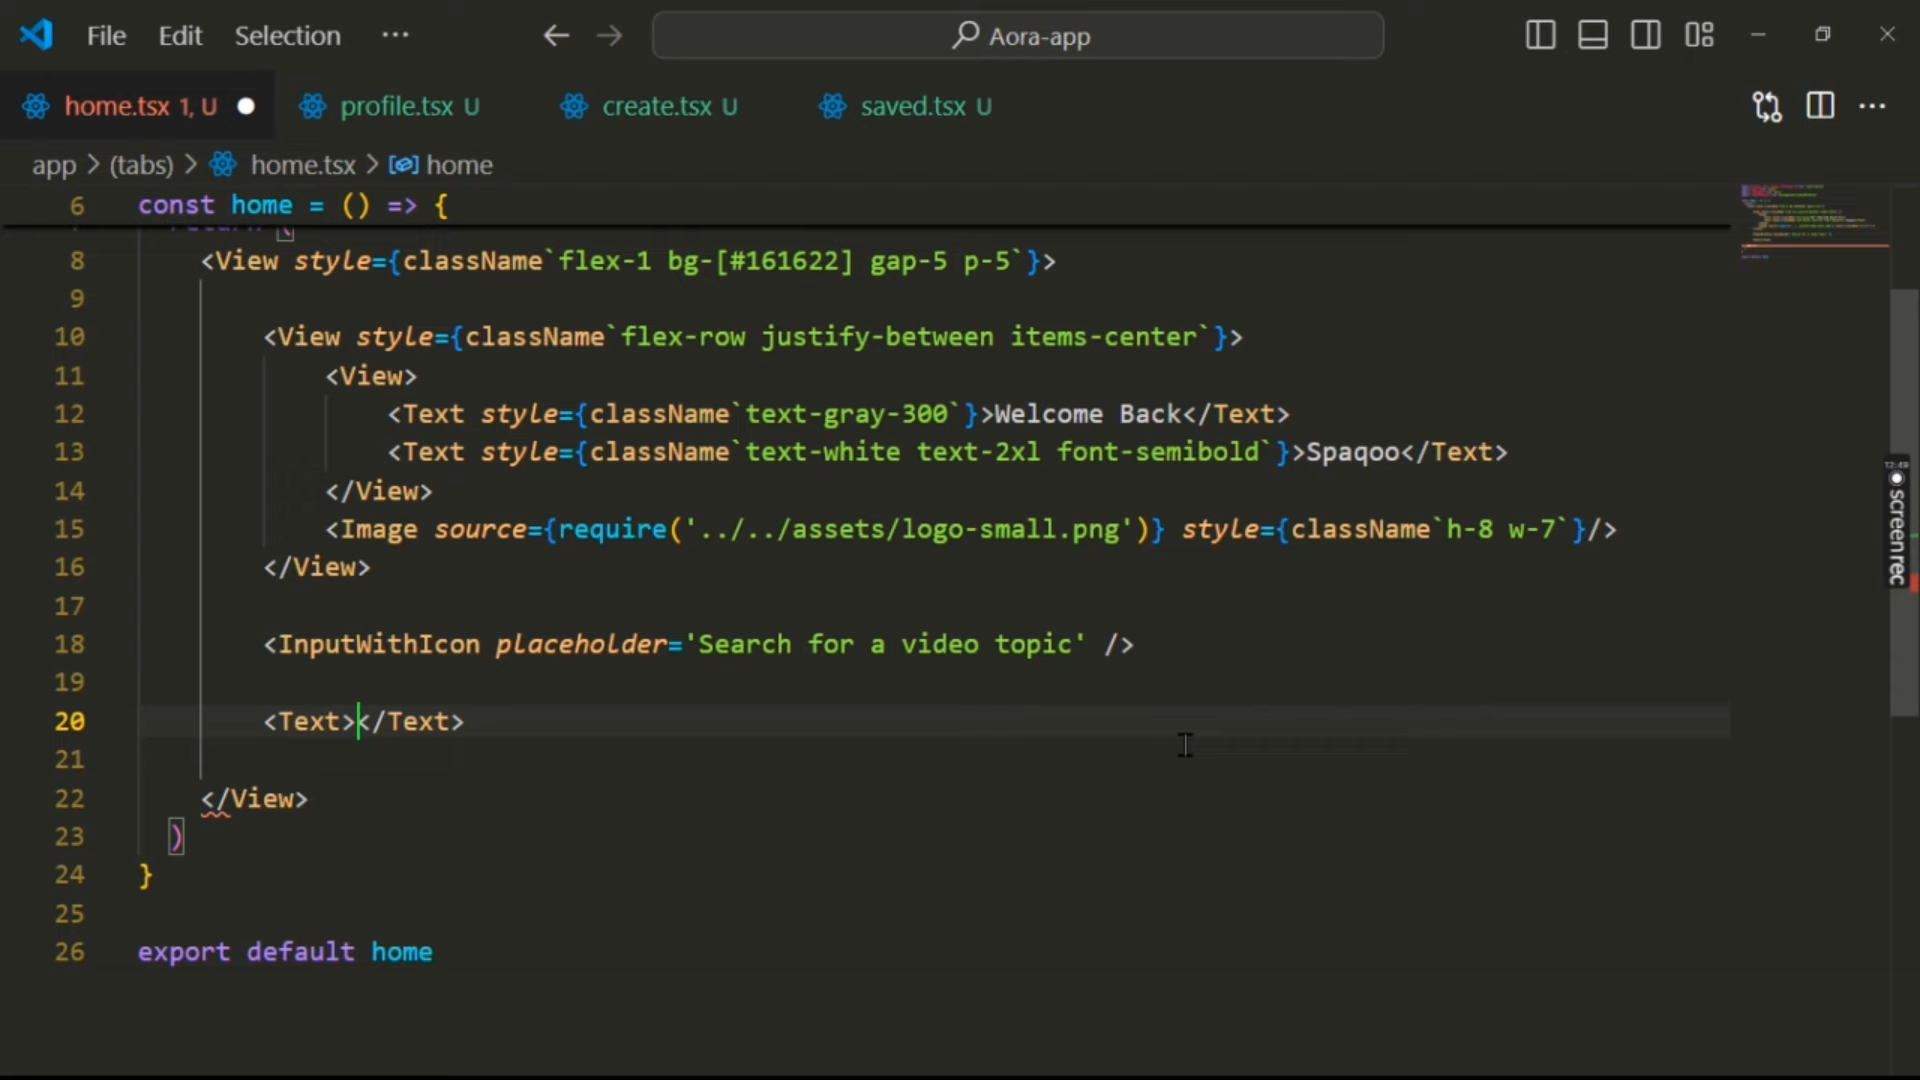 File Edit Selection ··· Aora-app
home.tsx 1, U profile.tsx U create.tsx U saved.tsx U ···
app > (tabs) > home.tsx > home
6 const home = () => {
8 <View style={className`flex-1 bg-[#161622] gap-5 p-5`}>
9
10 <View style={className`flex-row justify-between items-center`}>
11 <View>
12 <Text style={className`text-gray-300`}>Welcome Back</Text>
13 <Text style={className`text-white text-2xl font-semibold`}>Spaqoo</Text>
14 </View>
15 <Image source={require('../../assets/logo-small.png')} style={className`h-8 w-7`}/>
16 </View>
17
18 <InputWithIcon placeholder='Search for a video topic' />
19
20 <Text></Text>
21
22 </View>
23 )
24 }
25
26 export default home
12:49
screenrec